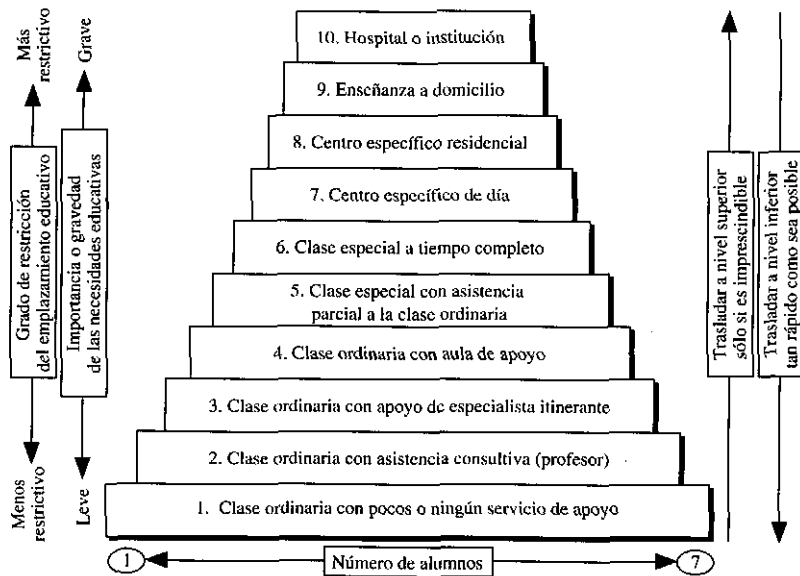 Más
restrictivo
Grave
Grado de restricción
del emplazamiento educativo
Importancia o gravedad
de las necesidades educativas
Menos
restrictivo
Leve
10. Hospital o institución
9. Enseñanza a domicilio
8. Centro específico residencial
7. Centro específico de día
6. Clase especial a tiempo completo
5. Clase especial con asistencia
parcial a la clase ordinaria
4. Clase ordinaria con aula de apoyo
3. Clase ordinaria con apoyo de especialista itinerante
2. Clase ordinaria con asistencia consultiva (profesor)
1. Clase ordinaria con pocos o ningún servicio de apoyo
1
Número de alumnos
7
Trasladar a nivel superior
sólo si es imprescindible
Trasladar a nivel inferior
tan rápido como sea posible